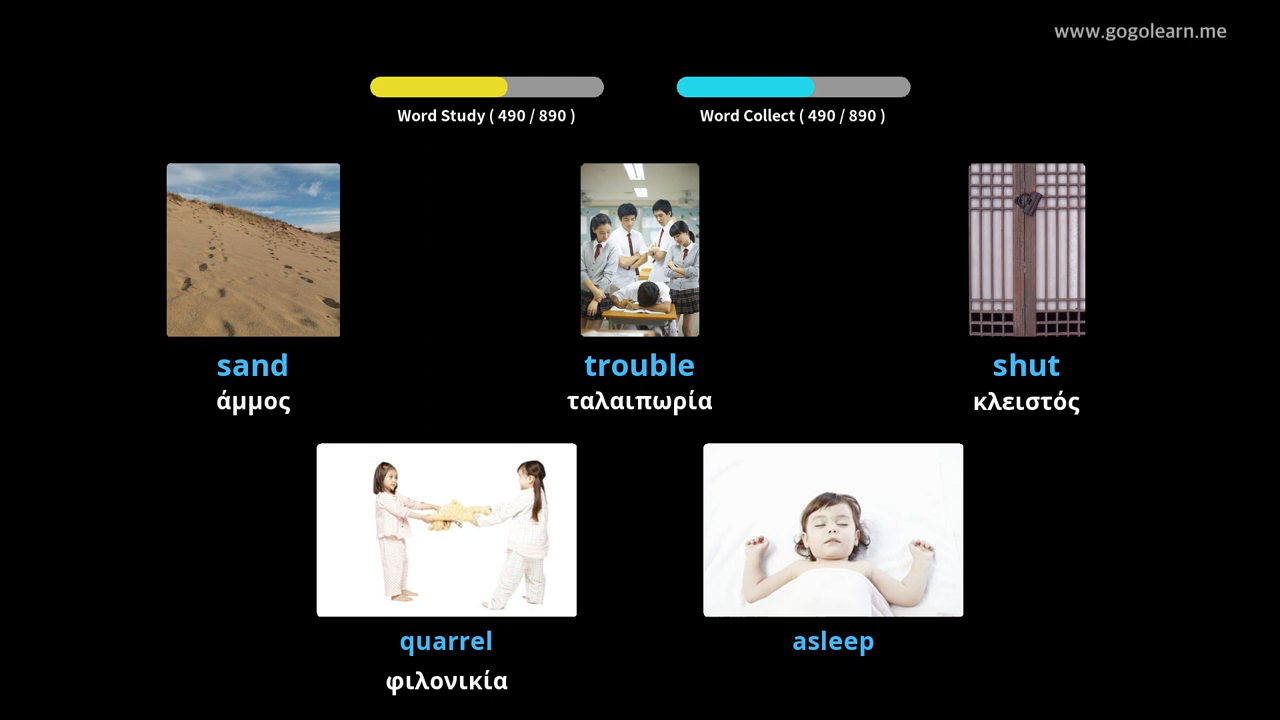 www.gogolearn.me
Word Study ( 490 / 890 )
Word Collect ( 490 / 890 )
sand
trouble
shut
άμμος
ταλαιπωρία
κλειστός
quarrel
asleep
φιλονικία